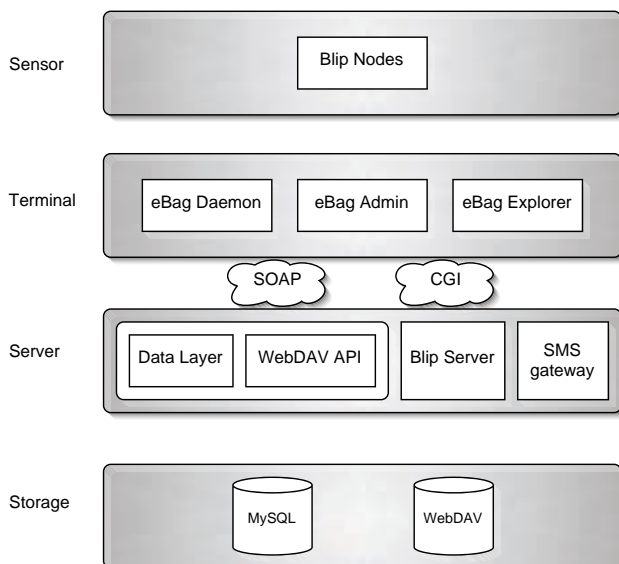 Sensor
Blip Nodes
Terminal
eBag Daemon
eBag Admin
eBag Explorer
SOAP
CGI
Server
Data Layer
WebDAV API
Blip Server
SMS
gateway
Storage
MySQL
WebDAV